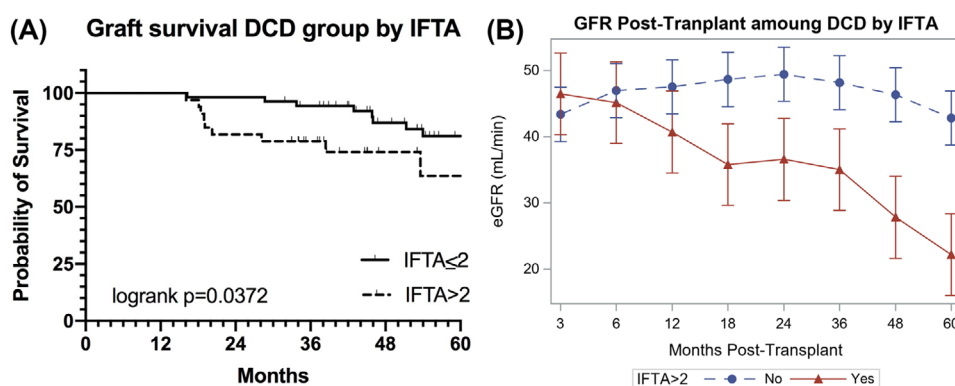 (A) Graft survival DCD group by IFTA
Probability of Survival
100
75
50
25
0
IFTA≤2
IFTA>2
logrank p=0.0372
0 12 24 36 48 60
Months
(B) GFR Post-Tranplant amoung DCD by IFTA
eGFR (mL/min)
50
40
30
20
3 6 12 18 24 36 48 60
Months Post-Transplant
IFTA>2 No Yes